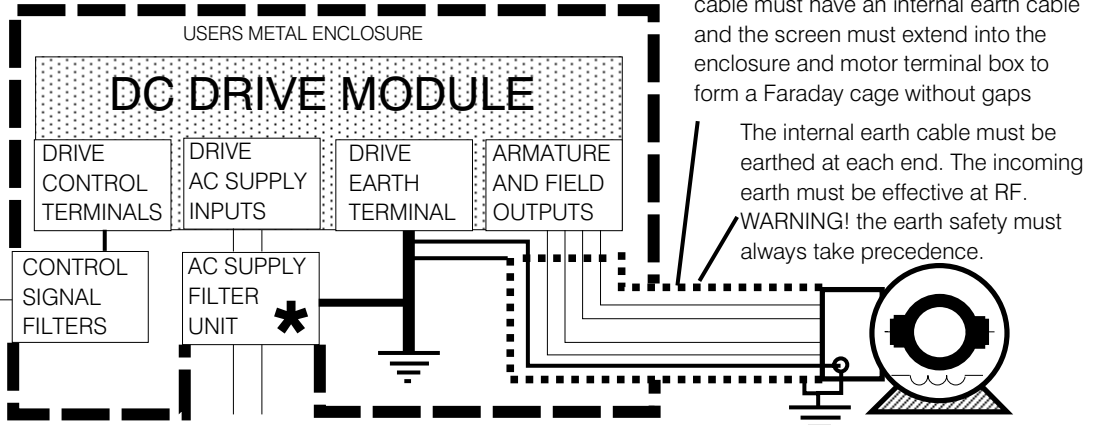 cable must have an internal earth cable
and the screen must extend into the
enclosure and motor terminal box to
form a Faraday cage without gaps
The internal earth cable must be
earthed at each end. The incoming
earth must be effective at RF.
WARNING! the earth safety must
always take precedence.
USERS METAL ENCLOSURE
DC DRIVE MODULE
DRIVE
CONTROL
TERMINALS
DRIVE
AC SUPPLY
INPUTS
DRIVE
EARTH
TERMINAL
ARMATURE
AND FIELD
OUTPUTS
CONTROL
SIGNAL
FILTERS
AC SUPPLY
FILTER
UNIT *